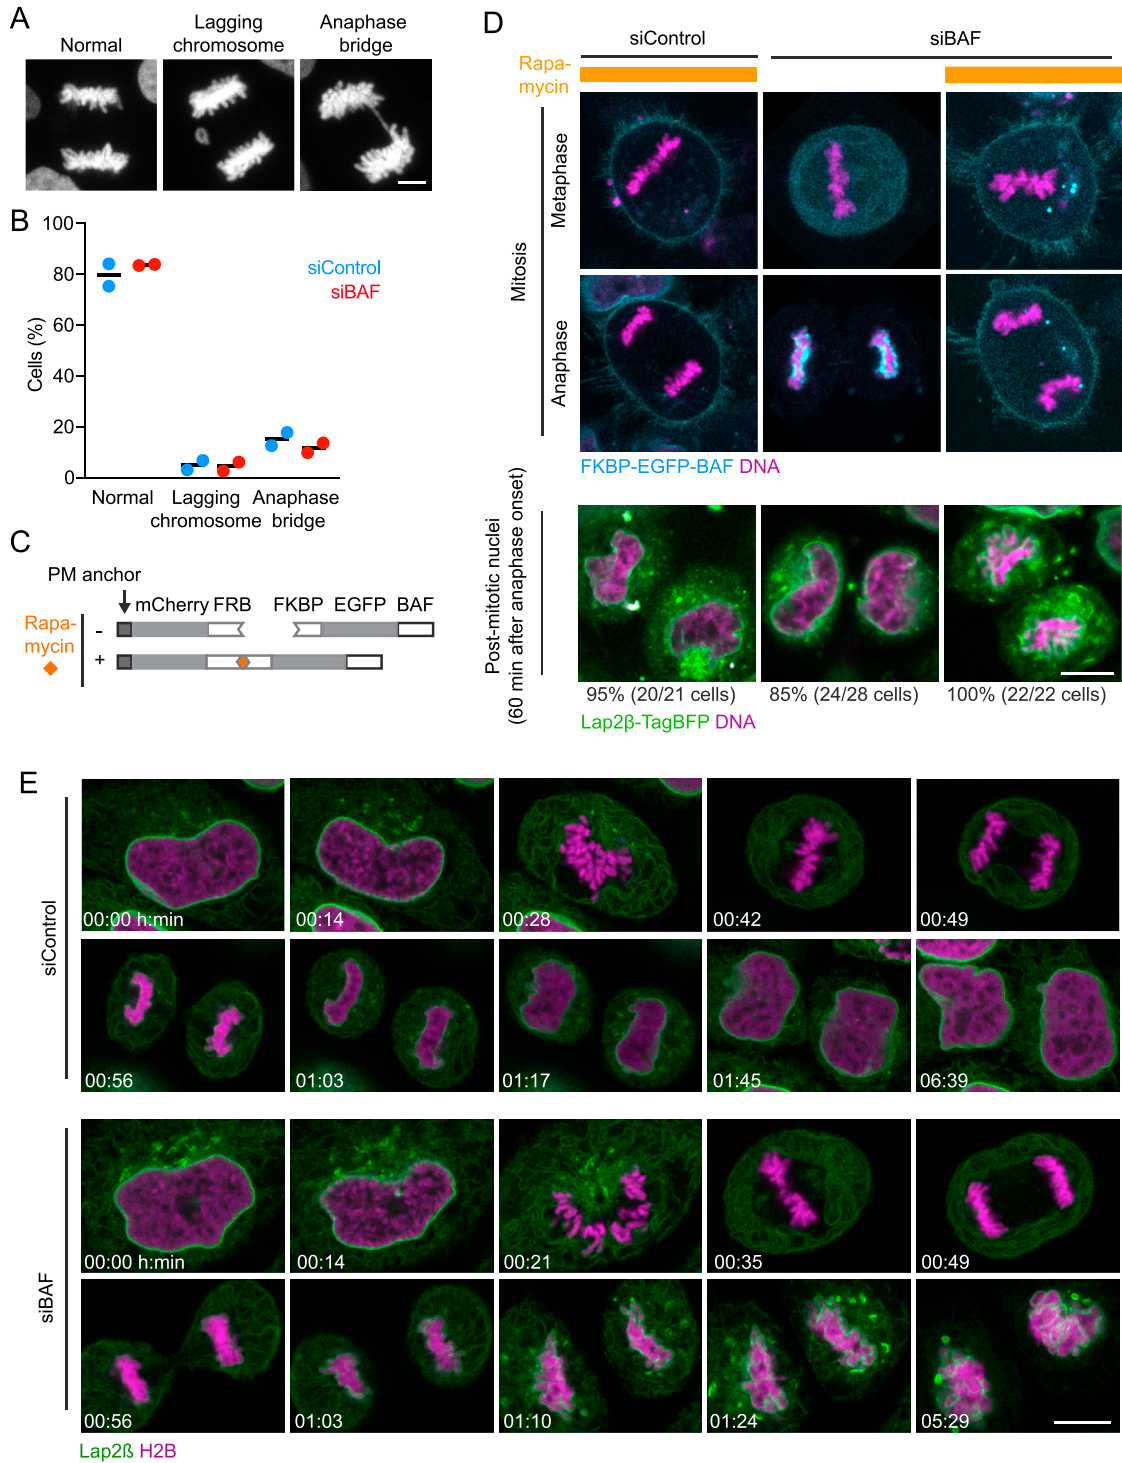 A
Normal
Lagging
chromosome
Anaphase
bridge
B
100
80
60
40
20
0
Cells (%)
siControl
siBAF
Normal
Lagging
chromosome
Anaphase
bridge
C
PM anchor
mCherry FRB
FKBP
EGFP
BAF
Rapa-
mycin
-
+
D
siControl
siBAF
Rapa-
mycin
Mitosis
Metaphase
Anaphase
FKBP-EGFP-BAF DNA
Post-mitotic nuclei
(60 min after anaphase onset)
95% (20/21 cells)
85% (24/28 cells)
100% (22/22 cells)
Lap2β-TagBFP DNA
E
siControl
00:00 h:min
00:14
00:28
00:42
00:49
00:56
01:03
01:17
01:45
06:39
siBAF
00:00 h:min
00:14
00:21
00:35
00:49
00:56
01:03
01:10
01:24
05:29
Lap2ß H2B